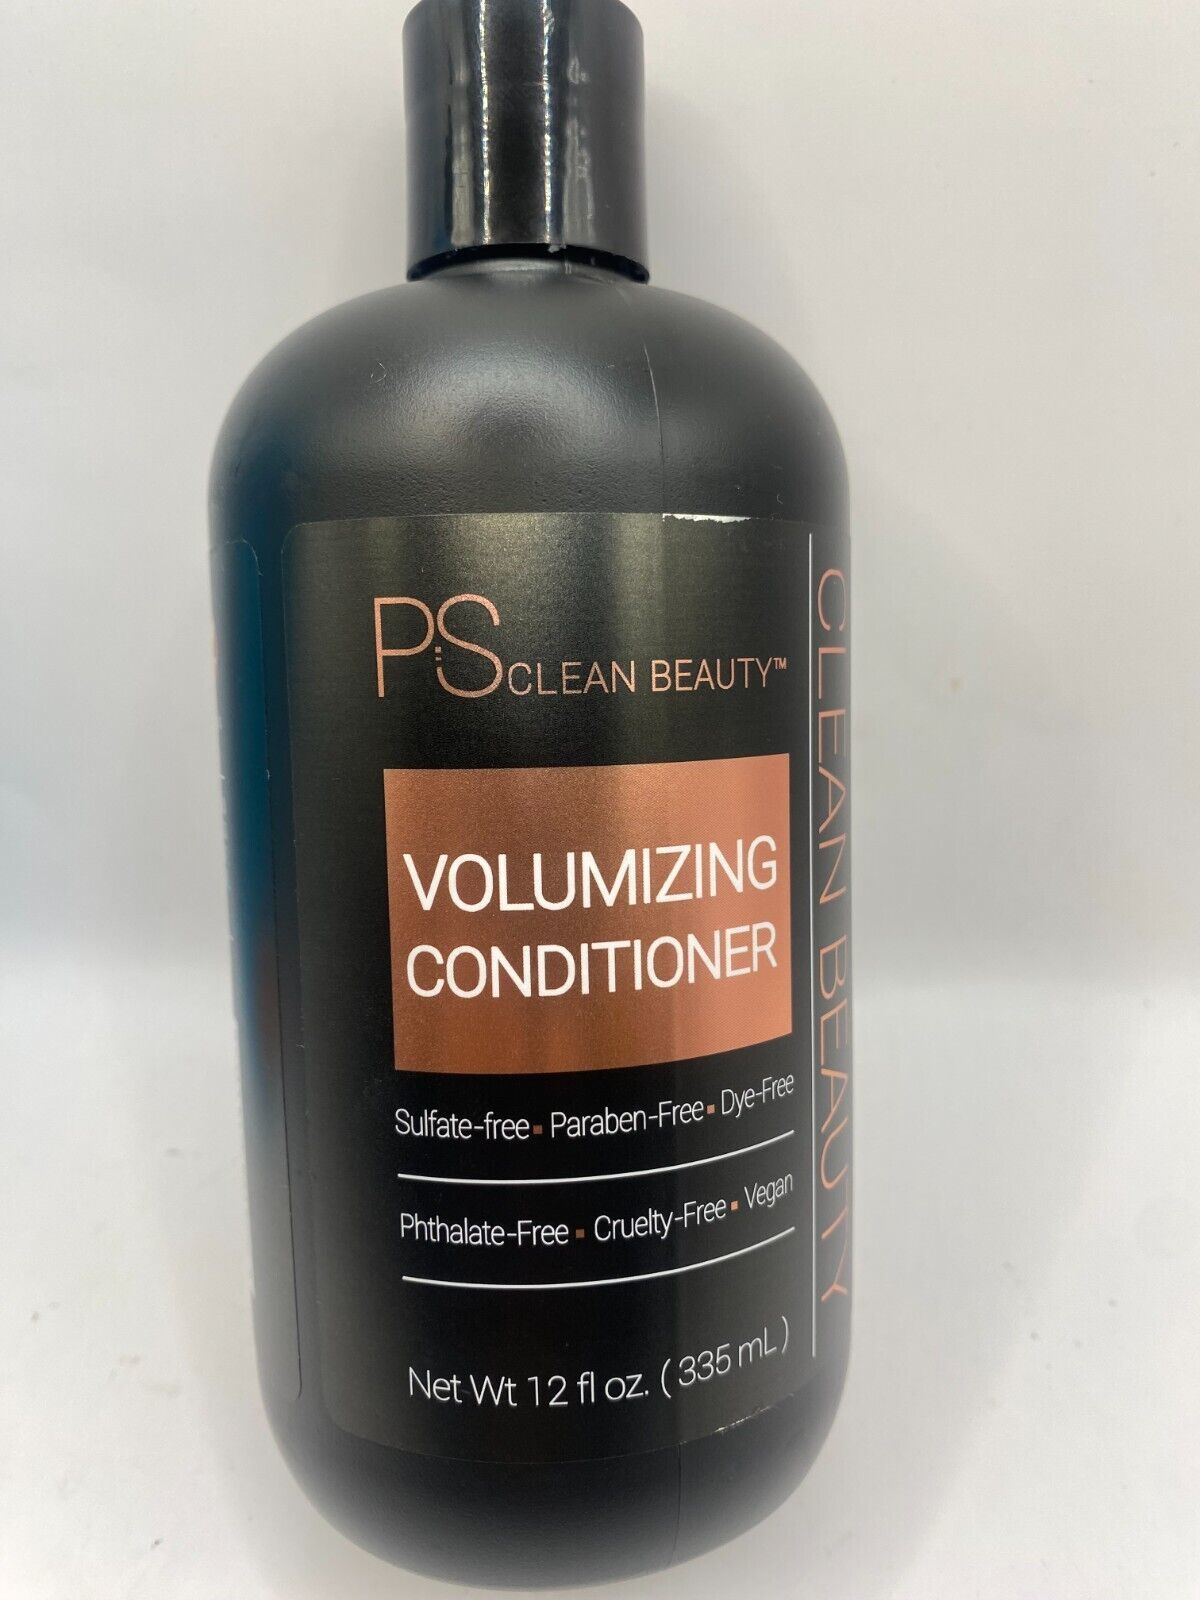 PS CLEAN BEAUTY™
VOLUMIZING
CONDITIONER
Sulfate-free ▪ Paraben-Free ▪ Dye-Free
Phthalate-Free ▪ Cruelty-Free ▪ Vegan
Net Wt 12 fl oz. ( 335 mL )
CLEAN BEAUTY